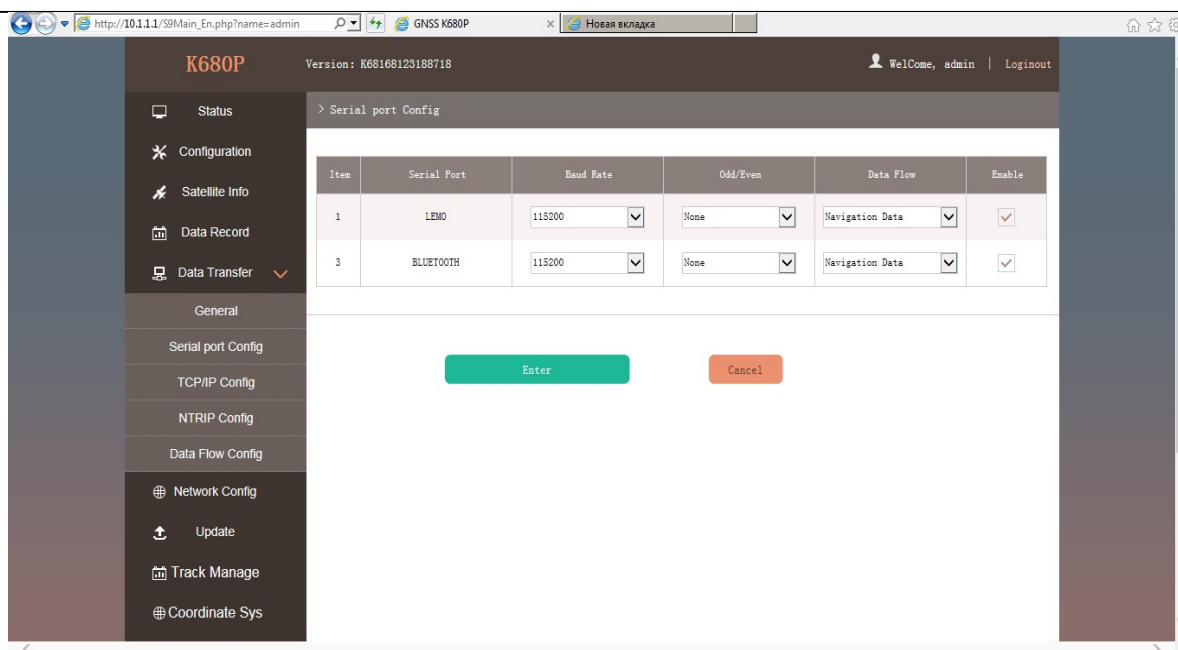 http://10.1.1.1/S9Main_En.php?name=admin GNSS K680P Новая вкладка
K680P Version: K68168123188718 WelCome, admin | Loginout
Status
> Serial port Config
Configuration
Item Serial Port Baud Rate Odd/Even Data Flow Enable
Satellite Info
1 LEMO 115200 None Navigation Data
Data Record
3 BLUETOOTH 115200 None Navigation Data
Data Transfer
General
Serial port Config
Enter Cancel
TCP/IP Config
NTRIP Config
Data Flow Config
Network Config
Update
Track Manage
Coordinate Sys